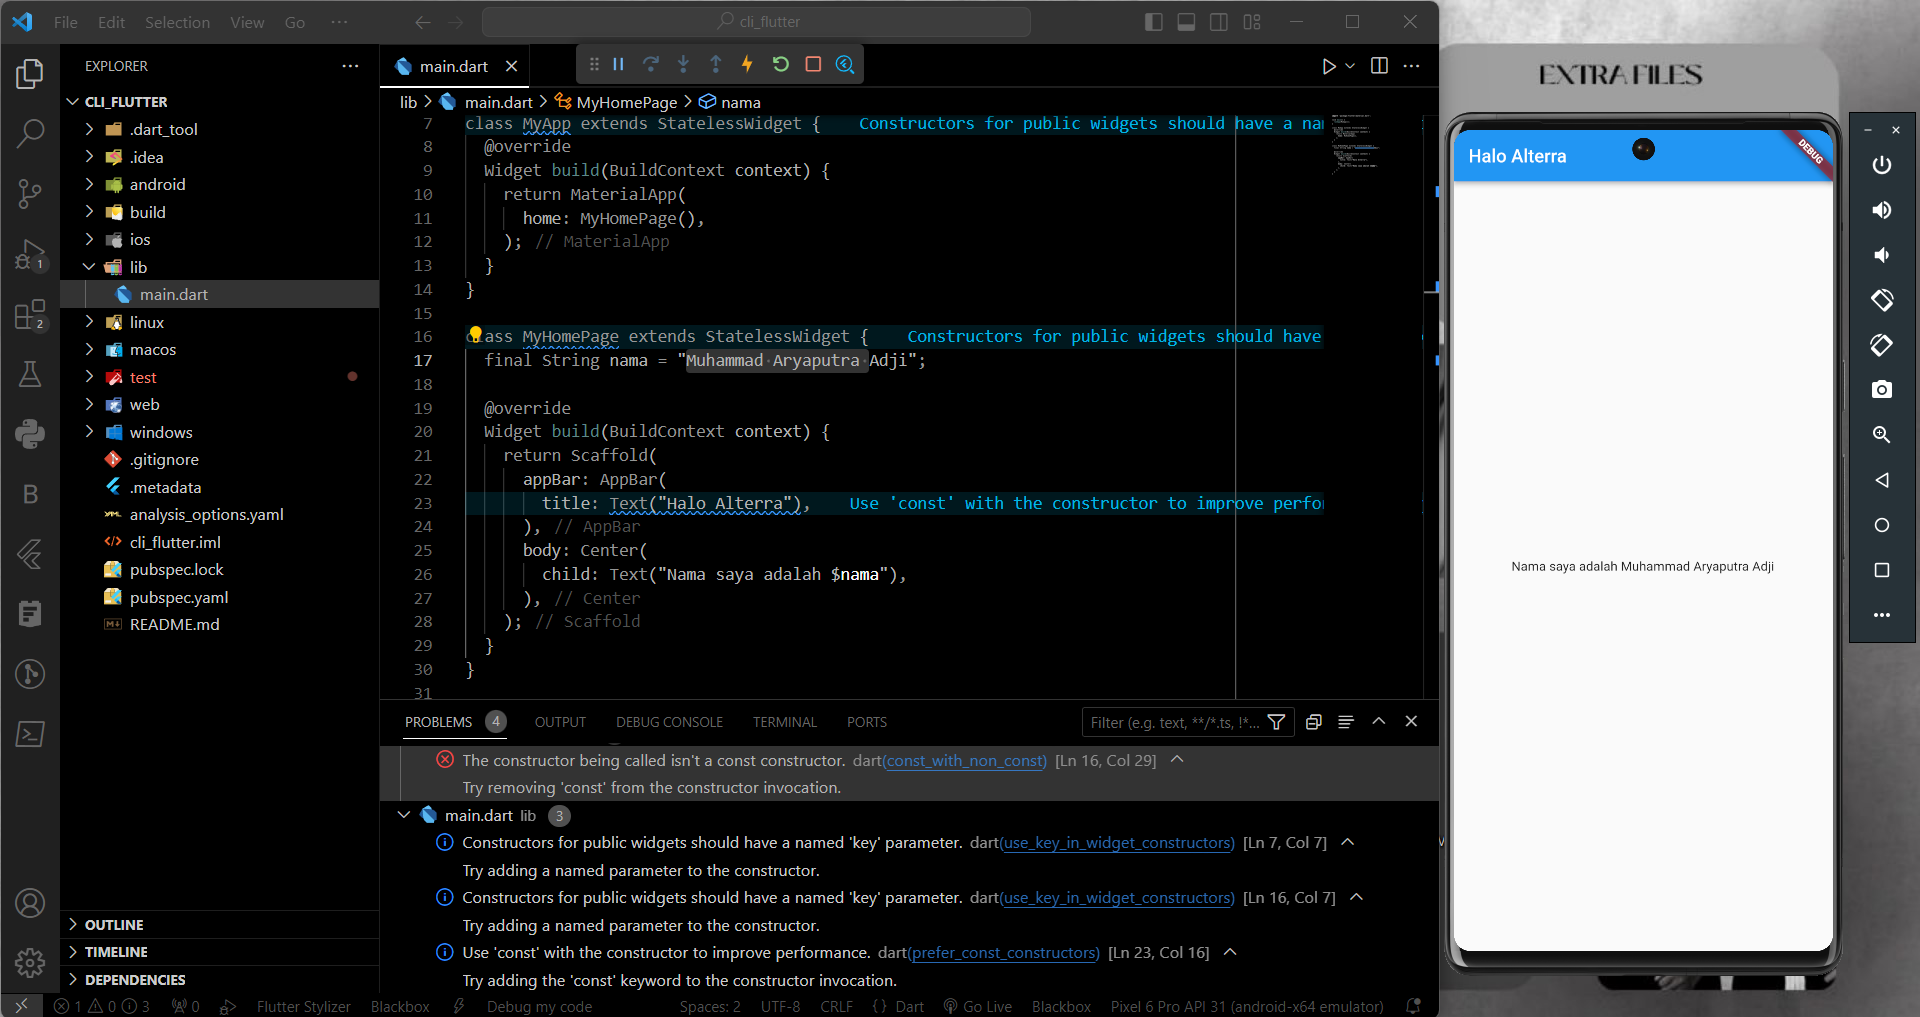 File Edit Selection View Go ··· cli_flutter
EXPLORER ···
CLI_FLUTTER
.dart_tool
.idea
android
build
ios
lib
main.dart
linux
macos
test
web
windows
.gitignore
.metadata
analysis_options.yaml
cli_flutter.iml
pubspec.lock
pubspec.yaml
README.md
OUTLINE
TIMELINE
DEPENDENCIES
1
2
B
main.dart
lib > main.dart > MyHomePage > nama
7 class MyApp extends StatelessWidget { Constructors for public widgets should have a na
8 @override
9 Widget build(BuildContext context) {
10 return MaterialApp(
11 home: MyHomePage(),
12 ); // MaterialApp
13 }
14 }
15
16 class MyHomePage extends StatelessWidget { Constructors for public widgets should have
17 final String nama = "Muhammad Aryaputra Adji";
18
19 @override
20 Widget build(BuildContext context) {
21 return Scaffold(
22 appBar: AppBar(
23 title: Text("Halo Alterra"), Use 'const' with the constructor to improve perfo
24 ), // AppBar
25 body: Center(
26 child: Text("Nama saya adalah $nama"),
27 ), // Center
28 ); // Scaffold
29 }
30 }
31
PROBLEMS 4 OUTPUT DEBUG CONSOLE TERMINAL PORTS Filter (e.g. text, **/*.ts, !*...
The constructor being called isn't a const constructor. dart(const_with_non_const) [Ln 16, Col 29]
Try removing 'const' from the constructor invocation.
main.dart lib 3
Constructors for public widgets should have a named 'key' parameter. dart(use_key_in_widget_constructors) [Ln 7, Col 7]
Try adding a named parameter to the constructor.
Constructors for public widgets should have a named 'key' parameter. dart(use_key_in_widget_constructors) [Ln 16, Col 7]
Try adding a named parameter to the constructor.
Use 'const' with the constructor to improve performance. dart(prefer_const_constructors) [Ln 23, Col 16]
Try adding the 'const' keyword to the constructor invocation.
1 0 3 0 Flutter Stylizer Blackbox Debug my code Spaces: 2 UTF-8 CRLF {} Dart Go Live Blackbox Pixel 6 Pro API 31 (android-x64 emulator)
EXTRA FILES
Halo Alterra
DEBUG
Nama saya adalah Muhammad Aryaputra Adji